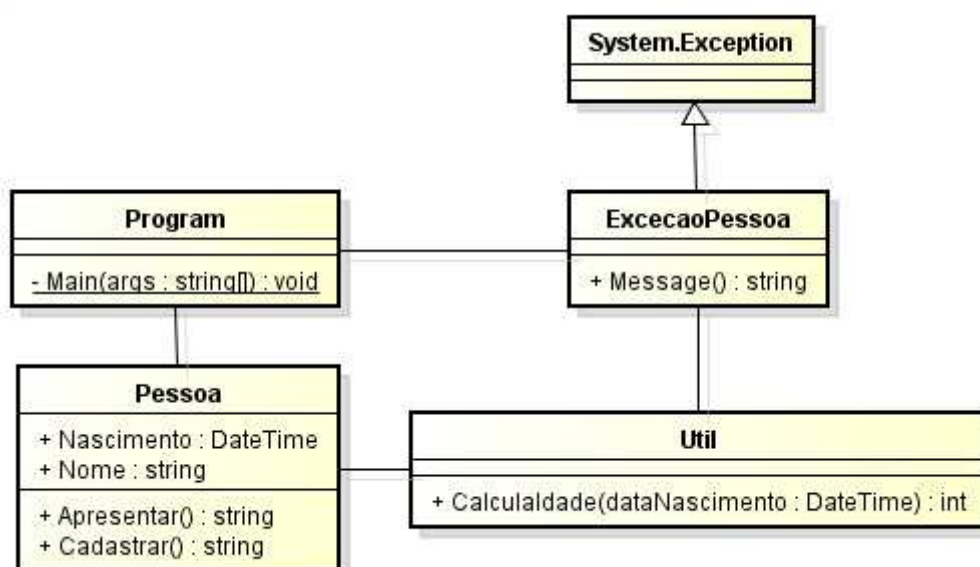 System.Exception
Program
- Main(args : string[]) : void
ExcecaoPessoa
+ Message() : string
Pessoa
+ Nascimento : DateTime
+ Nome : string
+ Apresentar() : string
+ Cadastrar() : string
Util
+ CalculaIdade(dataNascimento : DateTime) : int